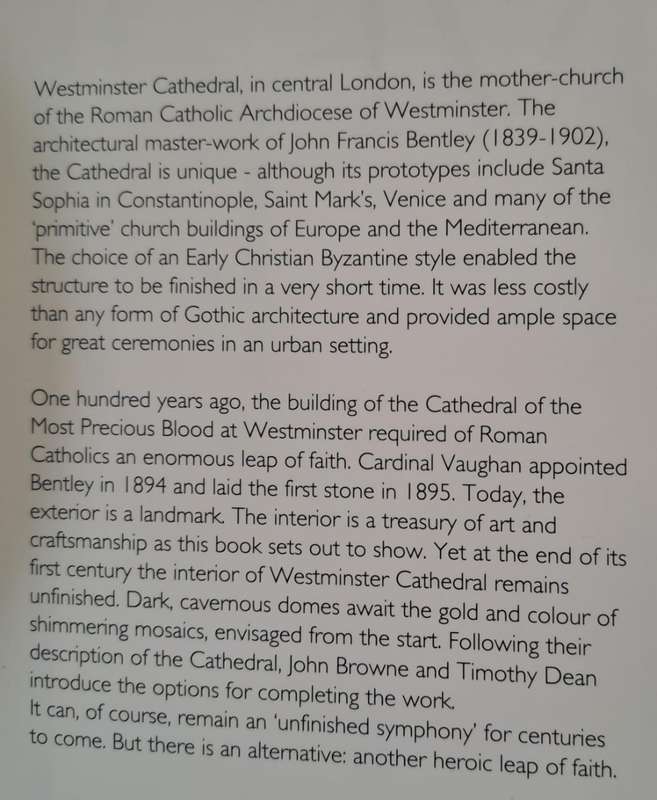 Westminster Cathedral, in central London, is the mother-church
of the Roman Catholic Archdiocese of Westminster. The
architectural master-work of John Francis Bentley (1839-1902),
the Cathedral is unique - although its prototypes include Santa
Sophia in Constantinople, Saint Mark's, Venice and many of the
'primitive' church buildings of Europe and the Mediterranean.
The choice of an Early Christian Byzantine style enabled the
structure to be finished in a very short time. It was less costly
than any form of Gothic architecture and provided ample space
for great ceremonies in an urban setting.

One hundred years ago, the building of the Cathedral of the
Most Precious Blood at Westminster required of Roman
Catholics an enormous leap of faith. Cardinal Vaughan appointed
Bentley in 1894 and laid the first stone in 1895. Today, the
exterior is a landmark. The interior is a treasury of art and
craftsmanship as this book sets out to show. Yet at the end of its
first century the interior of Westminster Cathedral remains
unfinished. Dark, cavernous domes await the gold and colour of
shimmering mosaics, envisaged from the start. Following their
description of the Cathedral, John Browne and Timothy Dean
introduce the options for completing the work.
It can, of course, remain an 'unfinished symphony' for centuries
to come. But there is an alternative: another heroic leap of faith.